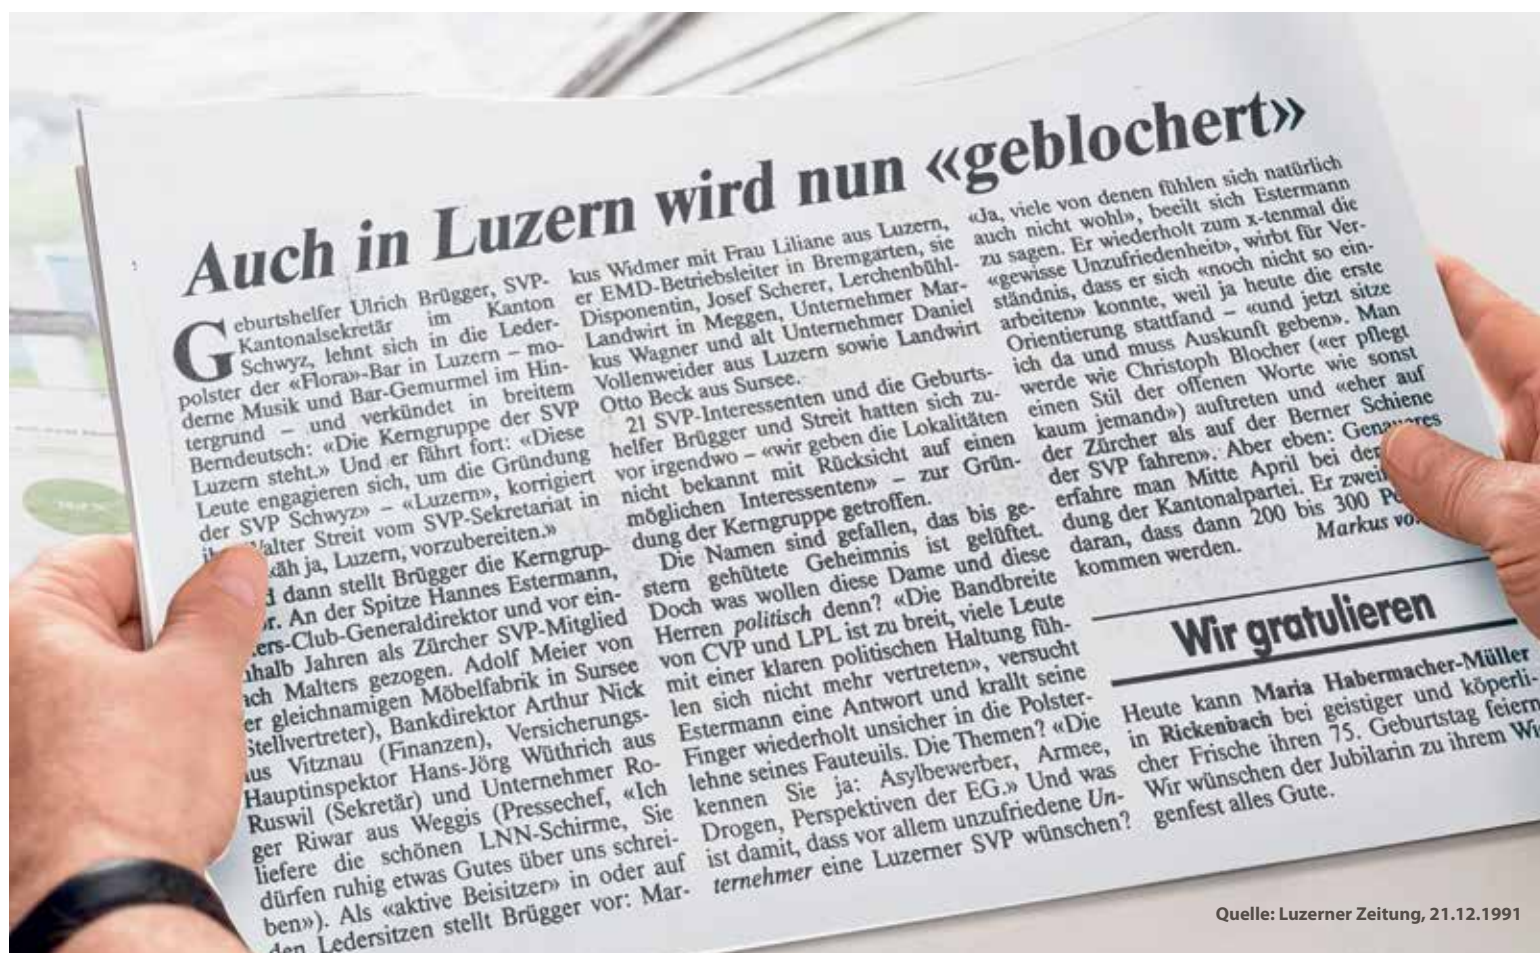 Auch in Luzern wird nun «geblochert»
Geburtshelfer Ulrich Brügger, SVP-
Kantonalsekretär im Kanton
Schwyz, lehnt sich in die Leder-
polster der «Flora»-Bar in Luzern – mo-
derne Musik und Bar-Gemurmel im Hin-
tergrund – und verkündet in breitem
Berndeutsch: «Die Kerngruppe der SVP
Luzern steht.» Und er fährt fort: «Diese
Leute engagieren sich, um die Gründung
der SVP Schwyz» – «Luzern», korrigiert
Walter Streit vom SVP-Sekretariat in
äh ja, Luzern, vorzubereiten.»
dann stellt Brügger die Kerngrup-
An der Spitze Hannes Estermann,
ers-Club-Generaldirektor und vor ein-
halb Jahren als Zürcher SVP-Mitglied
ach Malters gezogen. Adolf Meier von
er gleichnamigen Möbelfabrik in Sursee
Stellvertreter), Bankdirektor Arthur Nick
us Vitznau (Finanzen), Versicherungs-
Hauptinspektor Hans-Jörg Wüthrich aus
Ruswil (Sekretär) und Unternehmer Ro-
ger Riwar aus Weggis (Pressechef, «Ich
liefere die schönen LNN-Schirme, Sie
dürfen ruhig etwas Gutes über uns schrei-
ben»). Als «aktive Beisitzer» in oder auf
den Ledersitzen stellt Brügger vor: Mar-
kus Widmer mit Frau Liliane aus Luzern,
er EMD-Betriebsleiter in Bremgarten, sie
Disponentin, Josef Scherer, Lerchenbühl-
Landwirt in Meggen, Unternehmer Mar-
kus Wagner und alt Unternehmer Daniel
Vollenweider aus Luzern sowie Landwirt
Otto Beck aus Sursee.
21 SVP-Interessenten und die Geburts-
helfer Brügger und Streit hatten sich zu-
vor irgendwo – «wir geben die Lokalitäten
nicht bekannt mit Rücksicht auf einen
möglichen Interessenten» – zur Grün-
dung der Kerngruppe getroffen.
Die Namen sind gefallen, das bis ge-
stern gehütete Geheimnis ist gelüftet.
Doch was wollen diese Dame und diese
Herren politisch denn? «Die Bandbreite
von CVP und LPL ist zu breit, viele Leute
mit einer klaren politischen Haltung füh-
len sich nicht mehr vertreten», versucht
Estermann eine Antwort und krallt seine
Finger wiederholt unsicher in die Polster-
lehne seines Fauteuils. Die Themen? «Die
kennen Sie ja: Asylbewerber, Armee,
Drogen, Perspektiven der EG.» Und was
ist damit, dass vor allem unzufriedene Un-
ternehmer eine Luzerner SVP wünschen?
«Ja, viele von denen fühlen sich natürlich
auch nicht wohl», beeilt sich Estermann
zu sagen. Er wiederholt zum x-tenmal die
«gewisse Unzufriedenheit», wirbt für Ver-
ständnis, dass er sich «noch nicht so ein-
arbeiten» konnte, weil ja heute die erste
Orientierung stattfand – «und jetzt sitze
ich da und muss Auskunft geben». Man
werde wie Christoph Blocher («er pflegt
einen Stil der offenen Worte wie sonst
kaum jemand») auftreten und «eher auf
der Zürcher als auf der Berner Schiene
der SVP fahren». Aber eben: Genaueres
erfahre man Mitte April bei der
dung der Kantonalpartei. Er zwei
daran, dass dann 200 bis 300
kommen werden.
Markus
Wir gratulieren
Heute kann Maria Habermacher-Müller
in Rickenbach bei geistiger und köperli-
cher Frische ihren 75. Geburtstag feiern
Wir wünschen der Jubilarin zu ihrem Wi
genfest alles Gute.
Quelle: Luzerner Zeitung, 21.12.1991